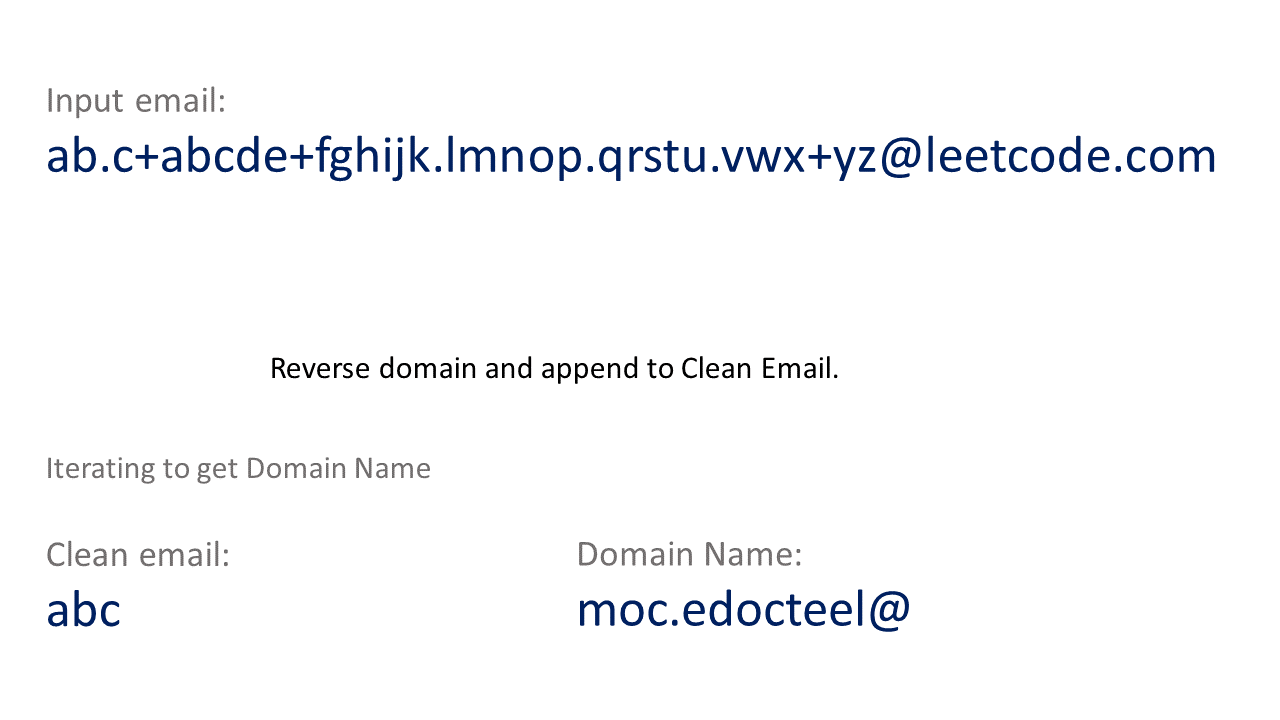 Input email:
ab.c+abcde+fghijk.lmnop.qrstu.vwx+yz@leetcode.com
Reverse domain and append to Clean Email.
Iterating to get Domain Name
Clean email:
abc
Domain Name:
moc.edocteel@